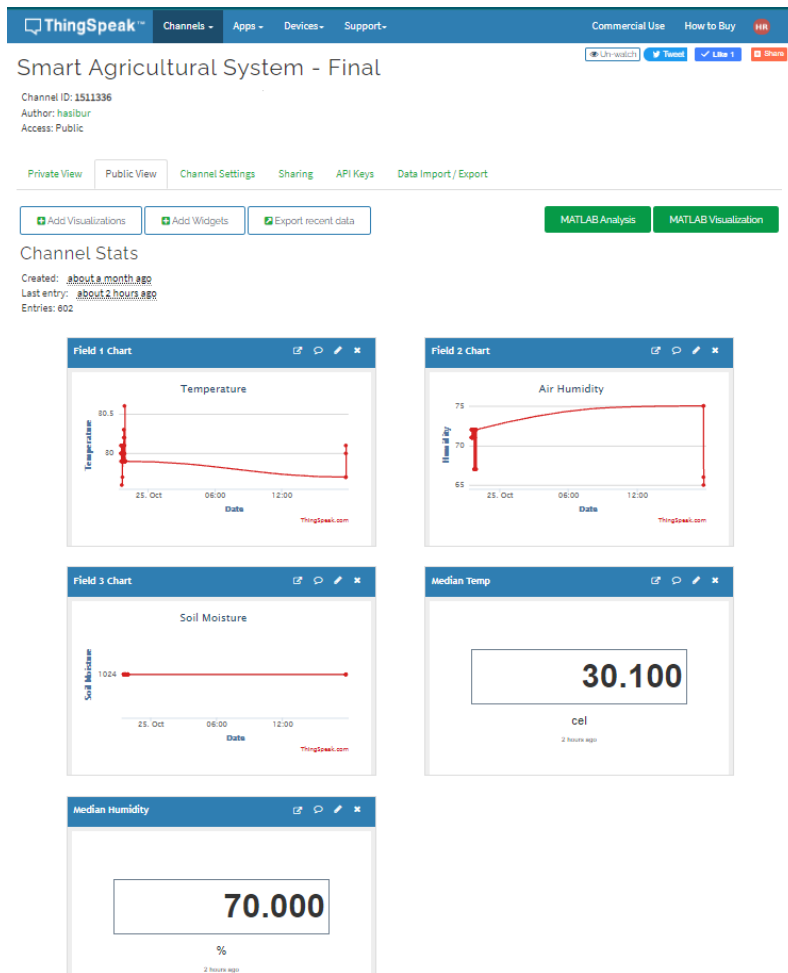 ThingSpeak™ Channels Apps Devices Support Commercial Use How to Buy HR
Un-watch Tweet Like 1 Share
Smart Agricultural System - Final
Channel ID: 1511336
Author: hasibur
Access: Public
Private View Public View Channel Settings Sharing API Keys Data Import / Export
Add Visualizations Add Widgets Export recent data MATLAB Analysis MATLAB Visualization
Channel Stats
Created: about a month ago
Last entry: about 2 hours ago
Entries: 602
Field 1 Chart
Temperature
Temperature
80.5
80
25. Oct 06:00 12:00
Date
ThingSpeak.com
Field 2 Chart
Air Humidity
Humidity
75
70
65
25. Oct 06:00 12:00
Date
ThingSpeak.com
Field 3 Chart
Soil Moisture
Soil Moisture
1024
25. Oct 06:00 12:00
Date
ThingSpeak.com
Median Temp
30.100
cel
2 hours ago
Median Humidity
70.000
%
2 hours ago